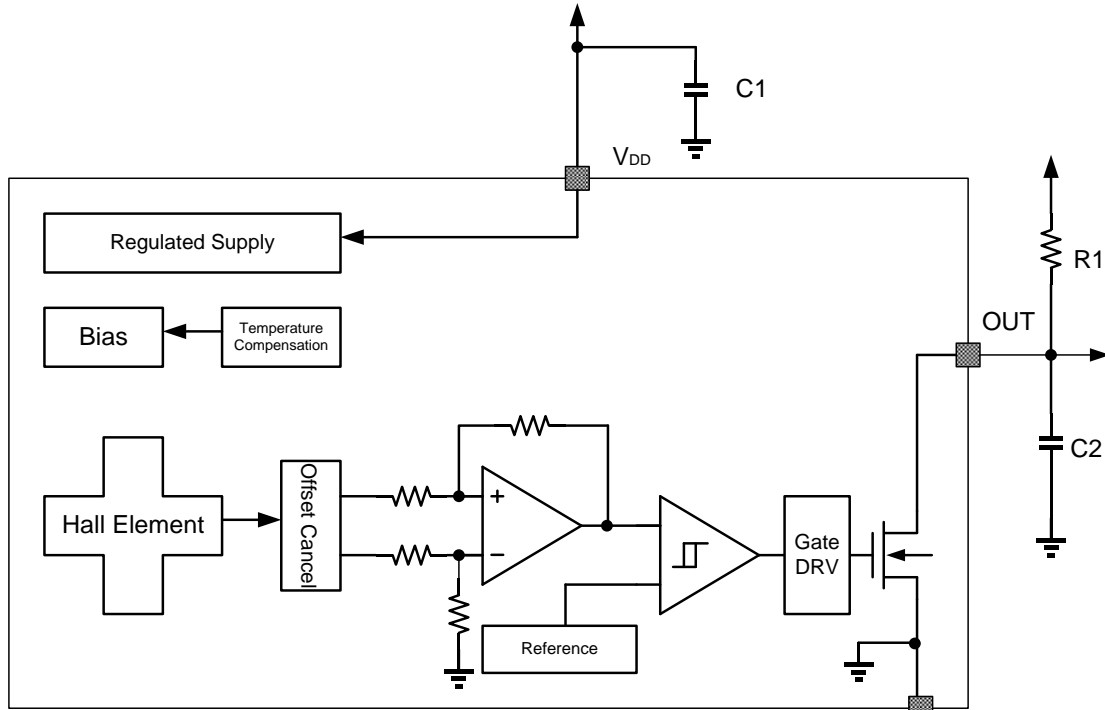 C1
VDD
Regulated Supply
R1
Bias
Temperature
Compensation
OUT
C2
Hall Element
Offset Cancel
+
−
Gate
DRV
Reference